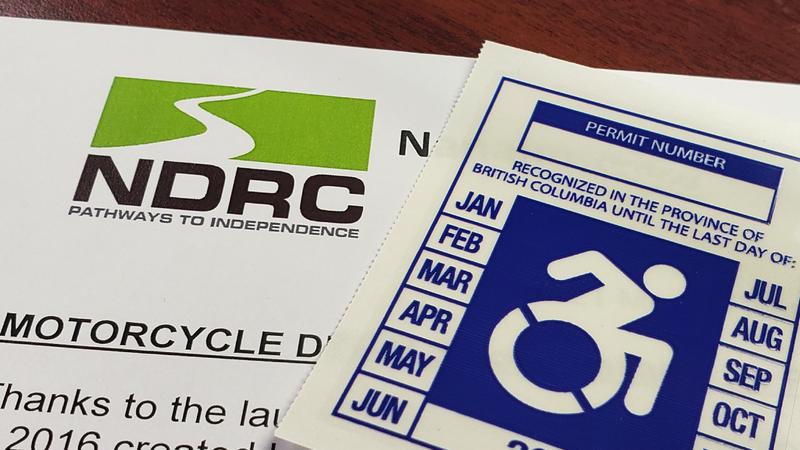 NDRC
PATHWAYS TO INDEPENDENCE
MOTORCYCLE
Thanks to the
2016 created
PERMIT NUMBER
RECOGNIZED IN THE PROVINCE OF
BRITISH COLUMBIA UNTIL THE LAST DAY OF:
JAN
FEB
MAR
APR
MAY
JUN
JUL
AUG
SEP
OCT